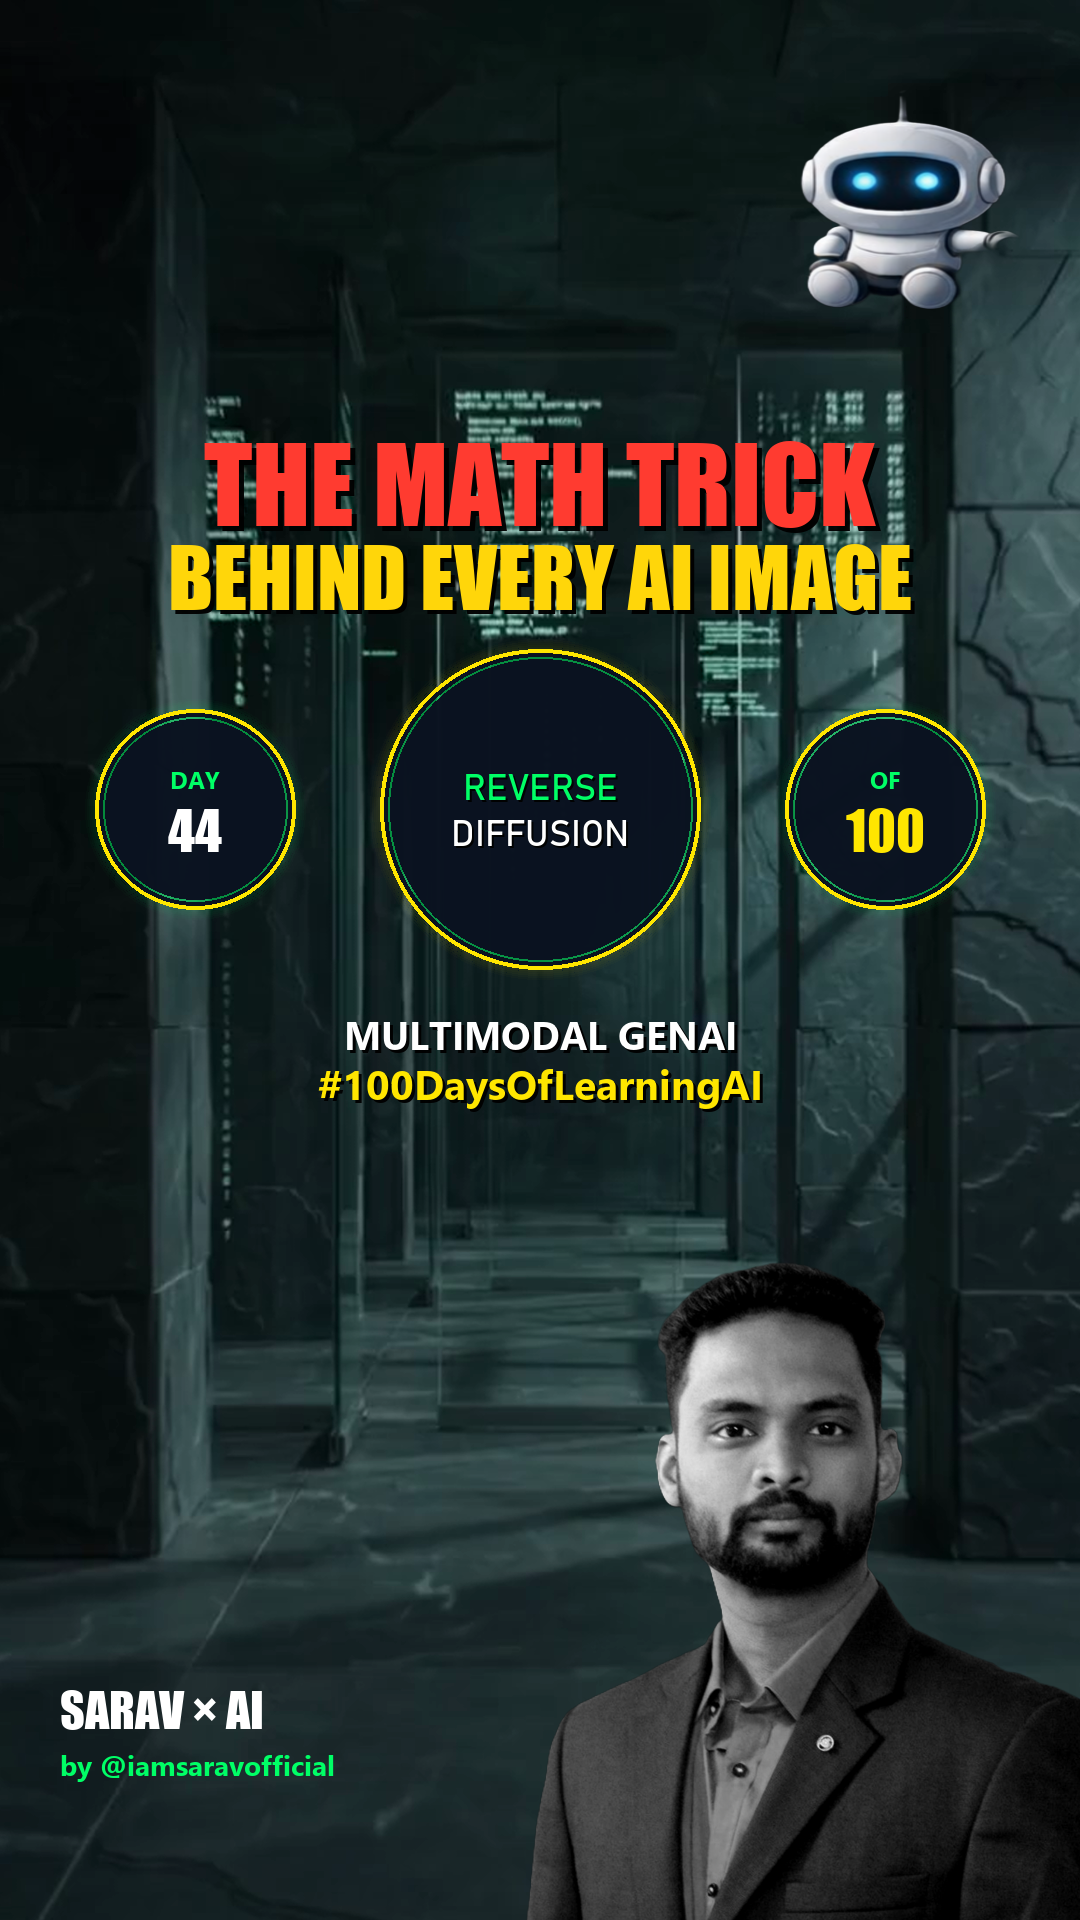 THE MATH TRICK
BEHIND EVERY AI IMAGE
DAY
44
REVERSE
DIFFUSION
OF
100
MULTIMODAL GENAI
#100DaysOfLearningAI
SARAV × AI
by @iamsaravofficial